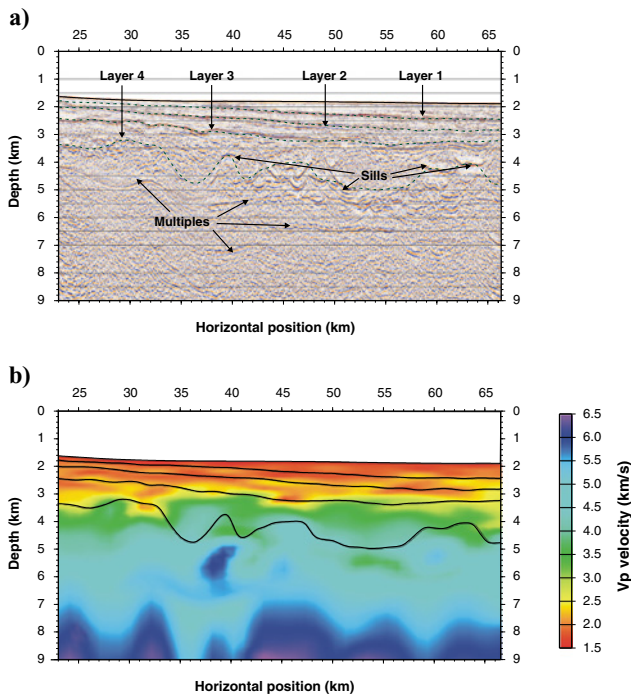 a)
25 30 35 40 45 50 55 60 65
0 0
1 1
Layer 4 Layer 3 Layer 2 Layer 1
2 2
3 3
4 4
Sills
5 5
Multiples
6 6
7 7
8 8
9 9
Depth (km)
Horizontal position (km)
b)
25 30 35 40 45 50 55 60 65
0 0
1 1
2 2
3 3
4 4
5 5
6 6
7 7
8 8
9 9
Depth (km)
Horizontal position (km)
6.5
6.0
5.5
5.0
4.5
4.0
3.5
3.0
2.5
2.0
1.5
Vp velocity (km/s)